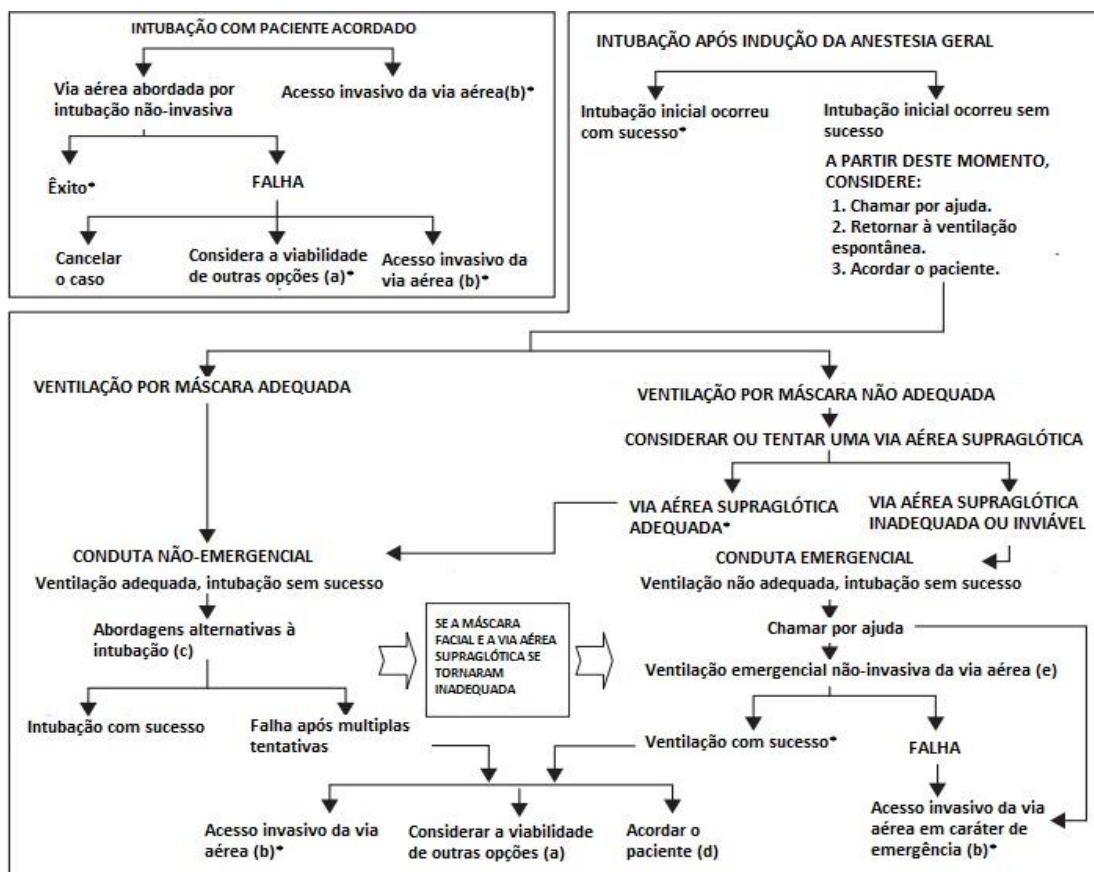 INTUBAÇÃO COM PACIENTE ACORDADO
Via aérea abordada por
intubação não-invasiva
Acesso invasivo da via aérea(b)*
Êxito*
FALHA
Cancelar
o caso
Considera a viabilidade
de outras opções (a)*
Acesso invasivo da
via aérea (b)*
INTUBAÇÃO APÓS INDUÇÃO DA ANESTESIA GERAL
Intubação inicial ocorreu
com sucesso*
Intubação inicial ocorreu sem
sucesso
A PARTIR DESTE MOMENTO,
CONSIDERE:
1. Chamar por ajuda.
2. Retornar à ventilação
espontânea.
3. Acordar o paciente.
VENTILAÇÃO POR MÁSCARA ADEQUADA
VENTILAÇÃO POR MÁSCARA NÃO ADEQUADA
CONSIDERAR OU TENTAR UMA VIA AÉREA SUPRAGLÓTICA
VIA AÉREA SUPRAGLÓTICA
ADEQUADA*
VIA AÉREA SUPRAGLÓTICA
INADEQUADA OU INVIÁVEL
CONDUTA NÃO-EMERGENCIAL
Ventilação adequada, intubação sem sucesso
CONDUTA EMERGENCIAL
Ventilação não adequada, intubação sem sucesso
Abordagens alternativas à
intubação (c)
SE A MÁSCARA
FACIAL E A VIA AÉREA
SUPRAGLÓTICA SE
TORNARAM
INADEQUADA
Chamar por ajuda
Ventilação emergencial não-invasiva da via aérea (e)
Intubação com sucesso
Falha após multiplas
tentativas
Ventilação com sucesso*
FALHA
Acesso invasivo da via
aérea (b)*
Considerar a viabilidade
de outras opções (a)
Acordar o
paciente (d)
Acesso invasivo da via
aérea em caráter de
emergência (b)*